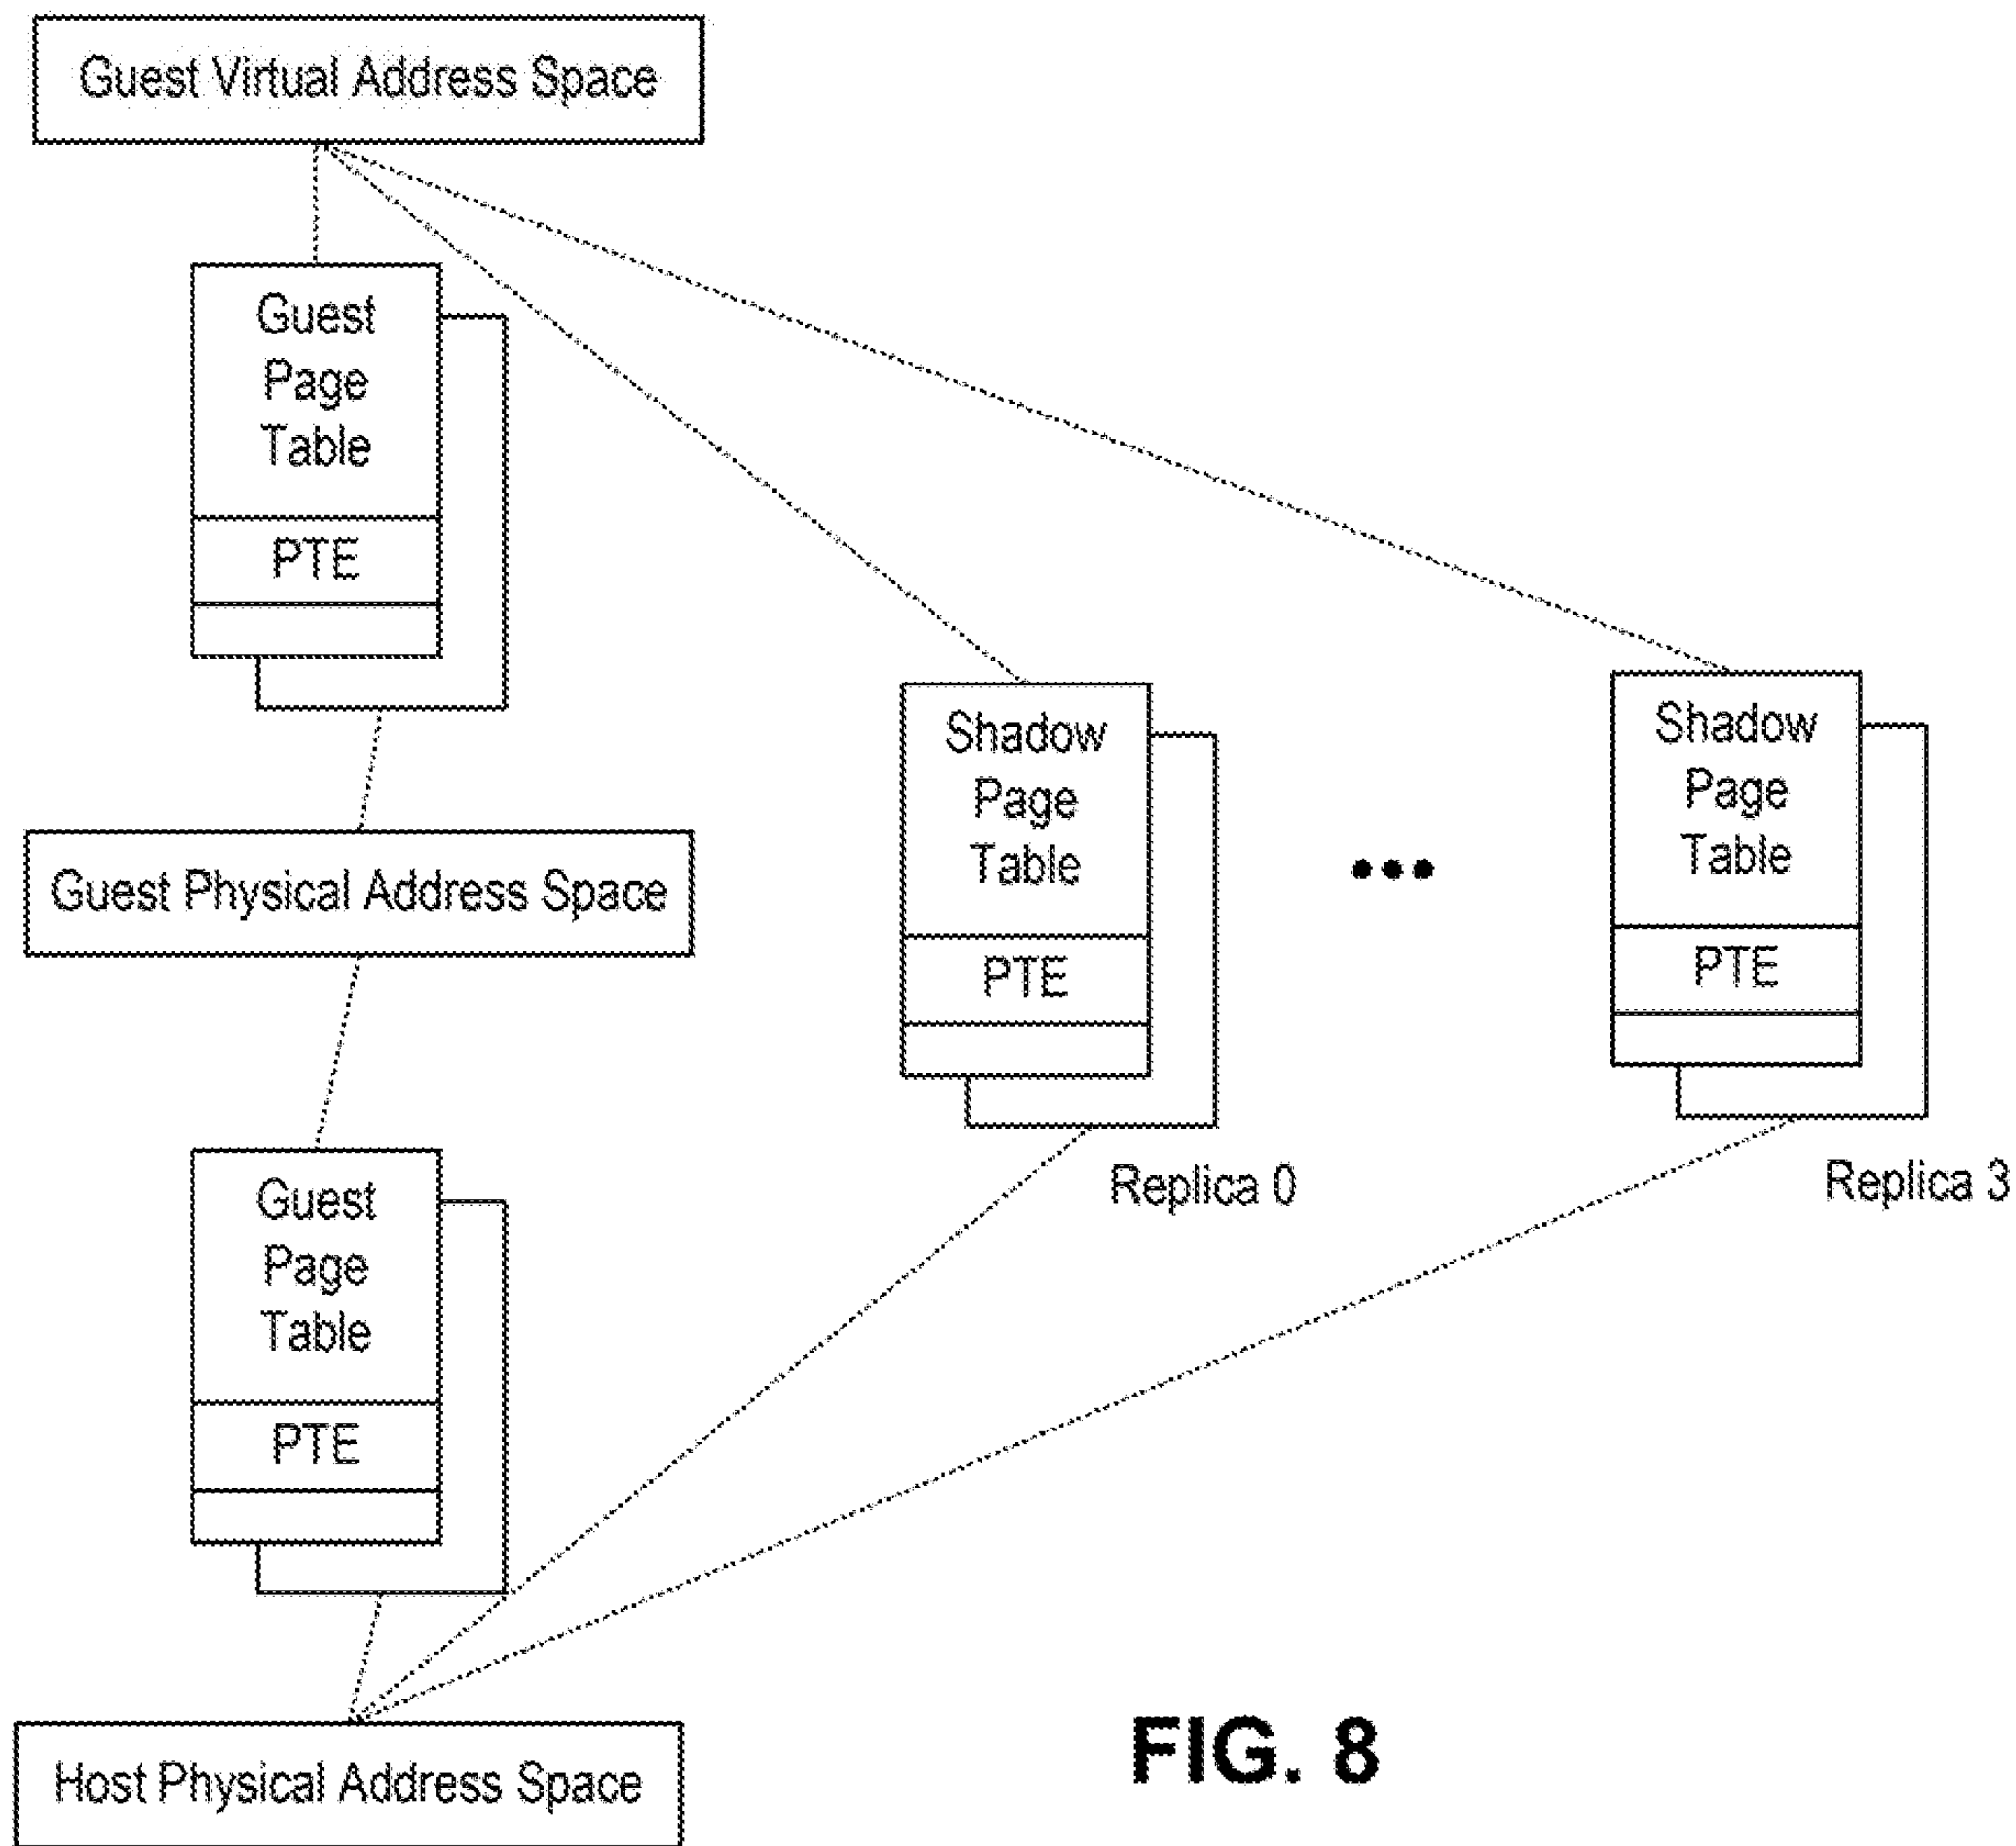 Guest Virtual Address Space
Guest
Page
Table
PTE
Shadow
Page
Table
PTE
Replica 0
•••
Shadow
Page
Table
PTE
Replica 3
Guest Physical Address Space
Guest
Page
Table
PTE
Host Physical Address Space
FIG. 8